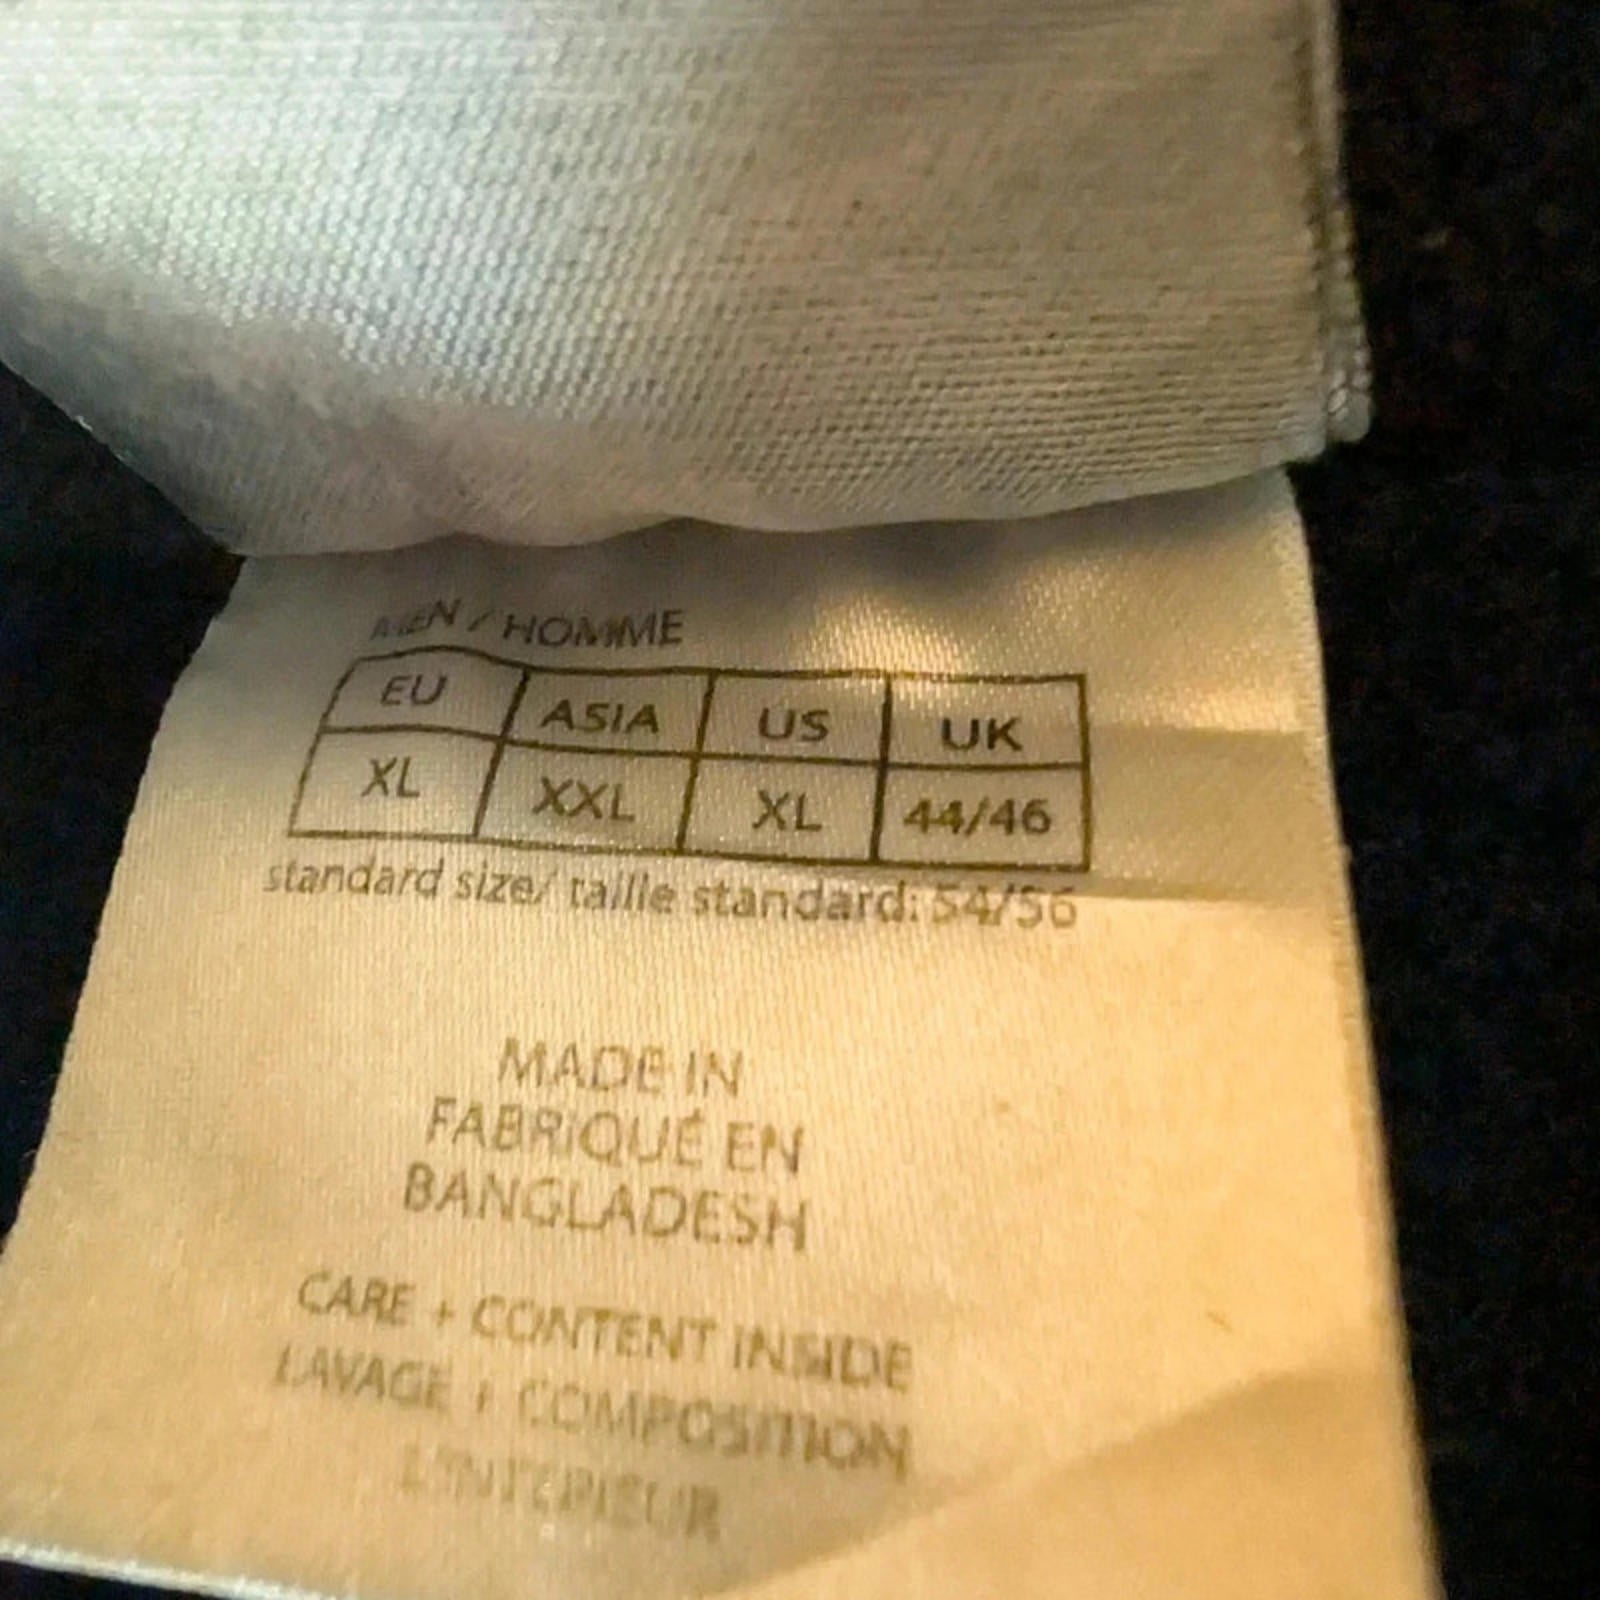 MEN / HOMME
EU ASIA US UK
XL XXL XL 44/46
standard size/ taille standard: 54/56
MADE IN
FABRIQUÉ EN
BANGLADESH
CARE + CONTENT INSIDE
LAVAGE + COMPOSITION
L'INTERIEUR